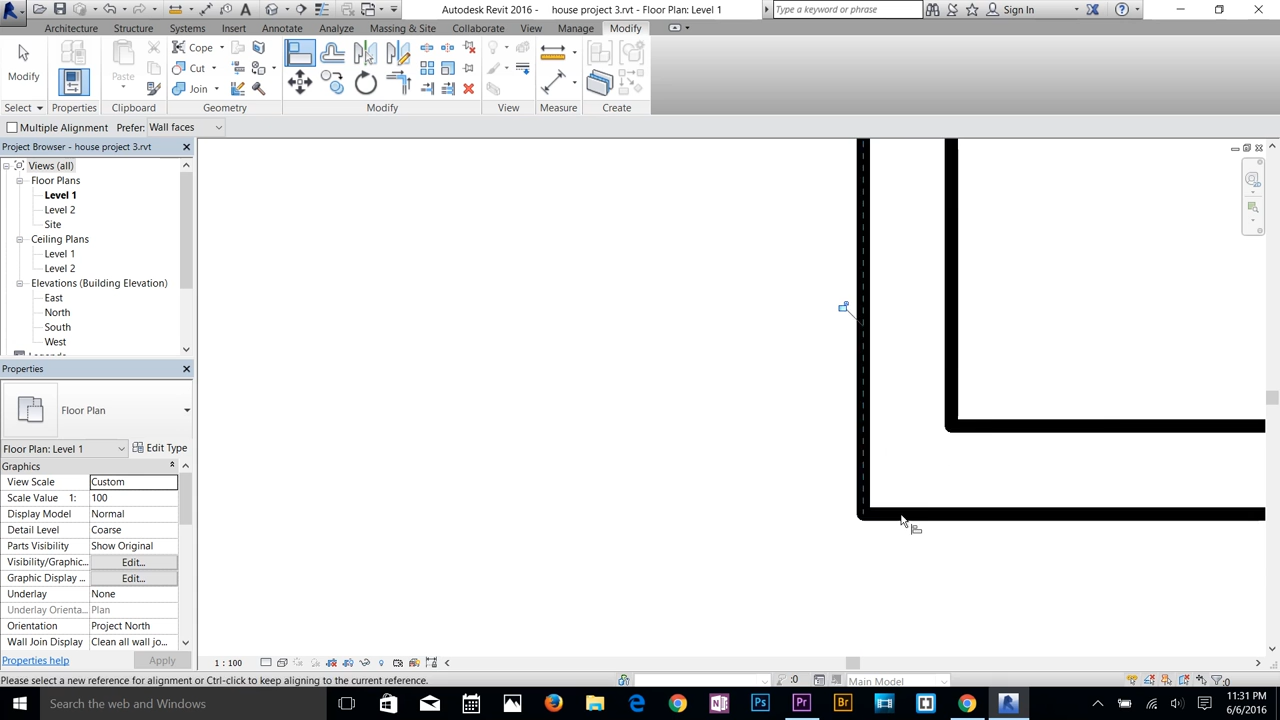 Autodesk Revit 2016 - house project 3.rvt - Floor Plan: Level 1
Type a keyword or phrase
Sign In
Architecture Structure Systems Insert Annotate Analyze Massing & Site Collaborate View Manage Modify
Modify
Paste
Cope
Cut
Join
Select Properties Clipboard Geometry Modify View Measure Create
Multiple Alignment Prefer: Wall faces
Project Browser - house project 3.rvt
Views (all)
Floor Plans
Level 1
Level 2
Site
Ceiling Plans
Level 1
Level 2
Elevations (Building Elevation)
East
North
South
West
Properties
Floor Plan
Floor Plan: Level 1 Edit Type
Graphics
View Scale Custom
Scale Value 1: 100
Display Model Normal
Detail Level Coarse
Parts Visibility Show Original
Visibility/Graphic... Edit...
Graphic Display ... Edit...
Underlay None
Underlay Orienta... Plan
Orientation Project North
Wall Join Display Clean all wall jo...
Properties help Apply
1 : 100
Please select a new reference for alignment or Ctrl-click to keep aligning to the current reference.
:0
Main Model
:0
Search the web and Windows
11:31 PM
6/6/2016